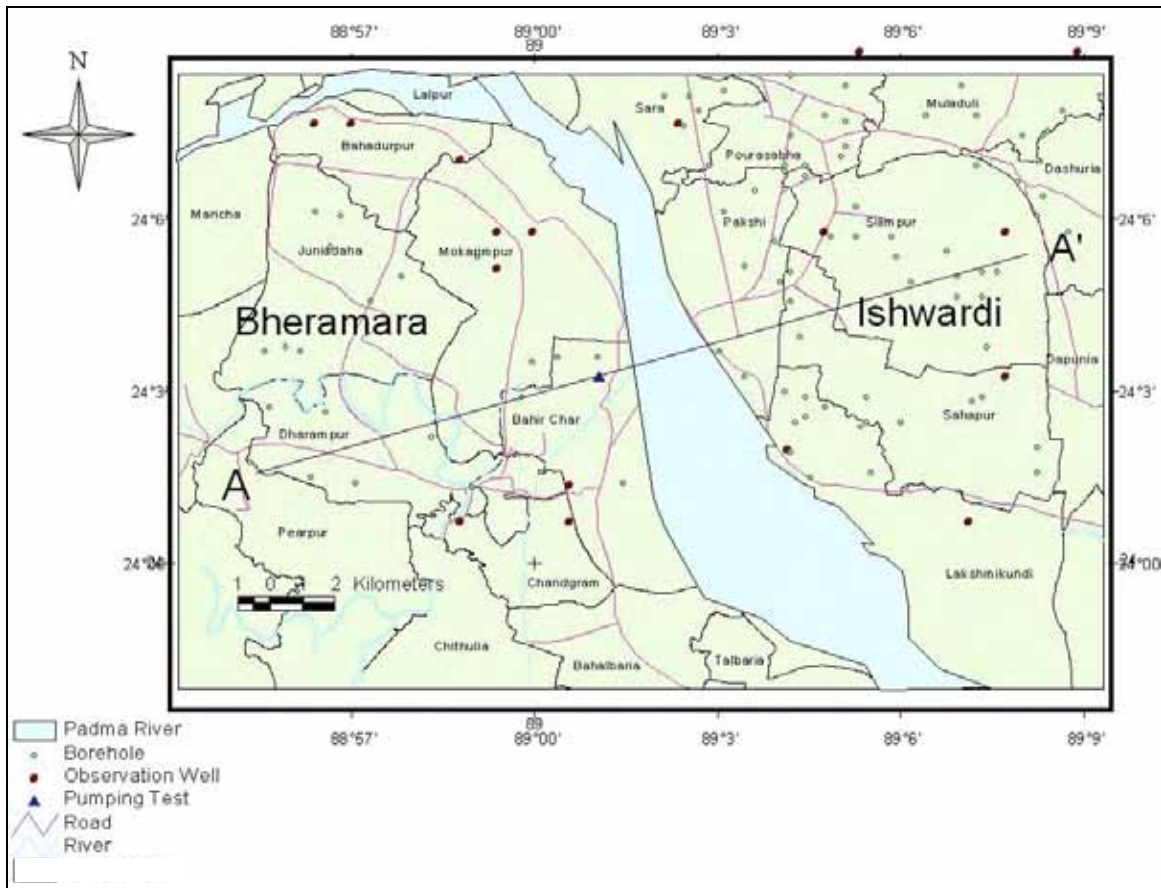 88°57' 89°00' 89°3' 89°6' 89°9'
89
N
Lalpur
Sara
Muladuli
Bahadurpur
Pourasabha
Dashuria
24°6' Maricha Pakshi Silimpur 24°6'
Juniadaha Mokarimpur A'
Bheramara Ishwardi
Dapunia
24°3' 24°3'
Bahir Char Sahapur
Dharampur
A
Pearpur
24°00' 24°00'
Chandgram Lakshmikundi
1 0 1 2 Kilometers
Chithulia Bahalbaria Talbaria
89
88°57' 89°00' 89°3' 89°6' 89°9'
Padma River
Borehole
Observation Well
Pumping Test
Road
River